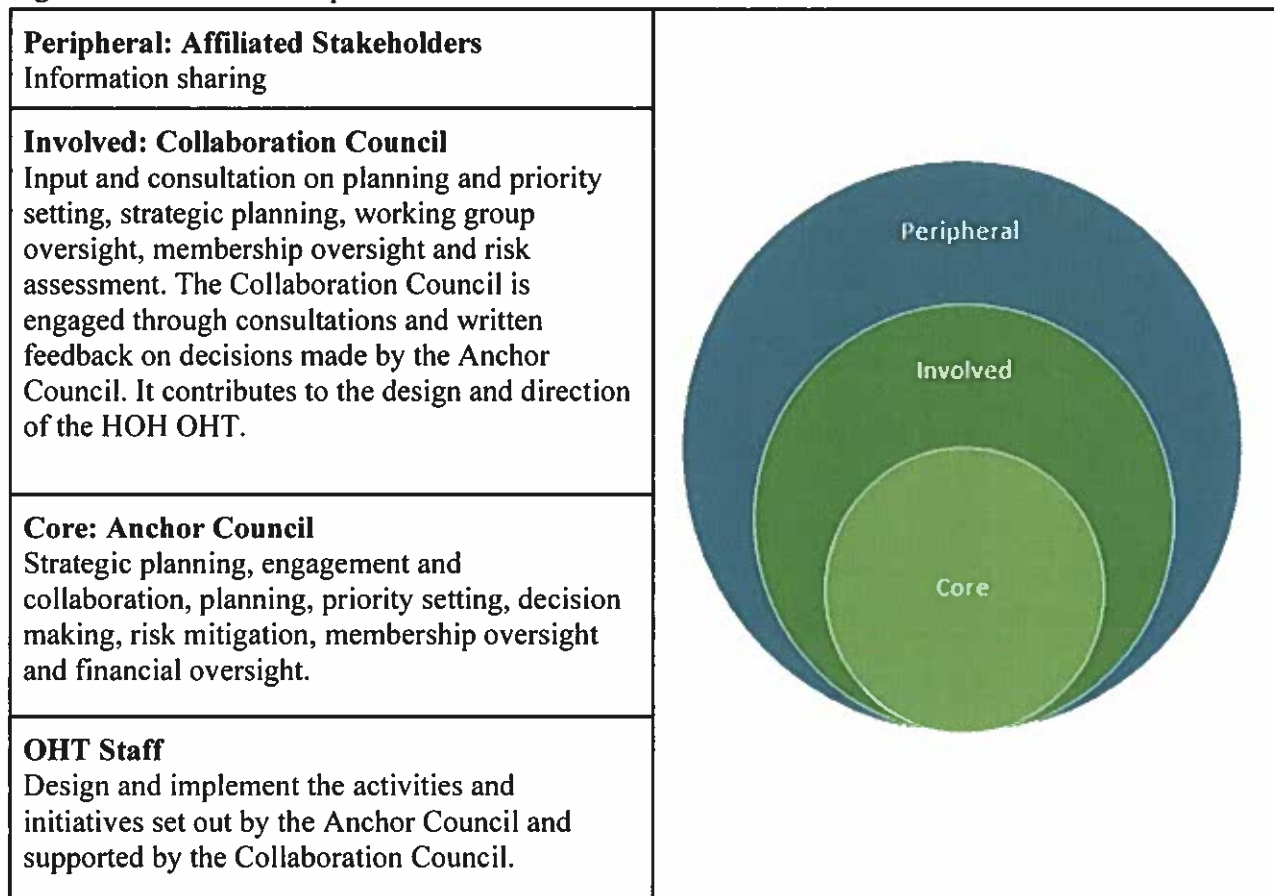 Peripheral: Affiliated Stakeholders
Information sharing
Involved: Collaboration Council
Input and consultation on planning and priority
setting, strategic planning, working group
oversight, membership oversight and risk
assessment. The Collaboration Council is
engaged through consultations and written
feedback on decisions made by the Anchor
Council. It contributes to the design and direction
of the HOH OHT.
Core: Anchor Council
Strategic planning, engagement and
collaboration, planning, priority setting, decision
making, risk mitigation, membership oversight
and financial oversight.
OHT Staff
Design and implement the activities and
initiatives set out by the Anchor Council and
supported by the Collaboration Council.
Peripheral
Involved
Core